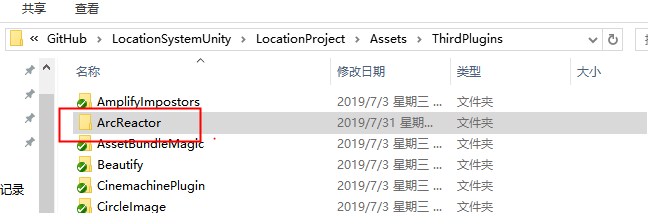 共享 查看
« GitHub > LocationSystemUnity > LocationProject > Assets > ThirdPlugins
名称 修改日期 类型 大小
AmplifyImpostors 2019/7/3 星期三 ... 文件夹
ArcReactor 2019/7/31 星期... 文件夹
AssetBundleMagic 2019/7/3 星期三 ... 文件夹
Beautify 2019/7/3 星期三 ... 文件夹
CinemachinePlugin 2019/7/3 星期三 ... 文件夹
记录
CircleImage 2019/7/3 星期三 ... 文件夹